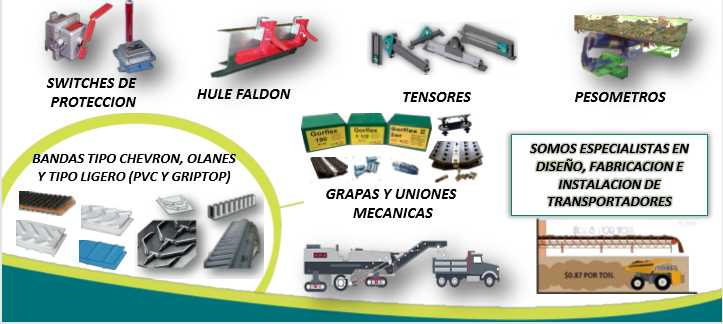 SWITCHES DE
PROTECCION
HULE FALDON
TENSORES
PESOMETROS
Gorflex
190
Gorflex
1 1/2
Gorflex II
BANDAS TIPO CHEVRON, OLANES
Y TIPO LIGERO (PVC Y GRIPTOP)
GRAPAS Y UNIONES
MECANICAS
SOMOS ESPECIALISTAS EN
DISEÑO, FABRICACION E
INSTALACION DE
TRANSPORTADORES
$0.87 POR TON.